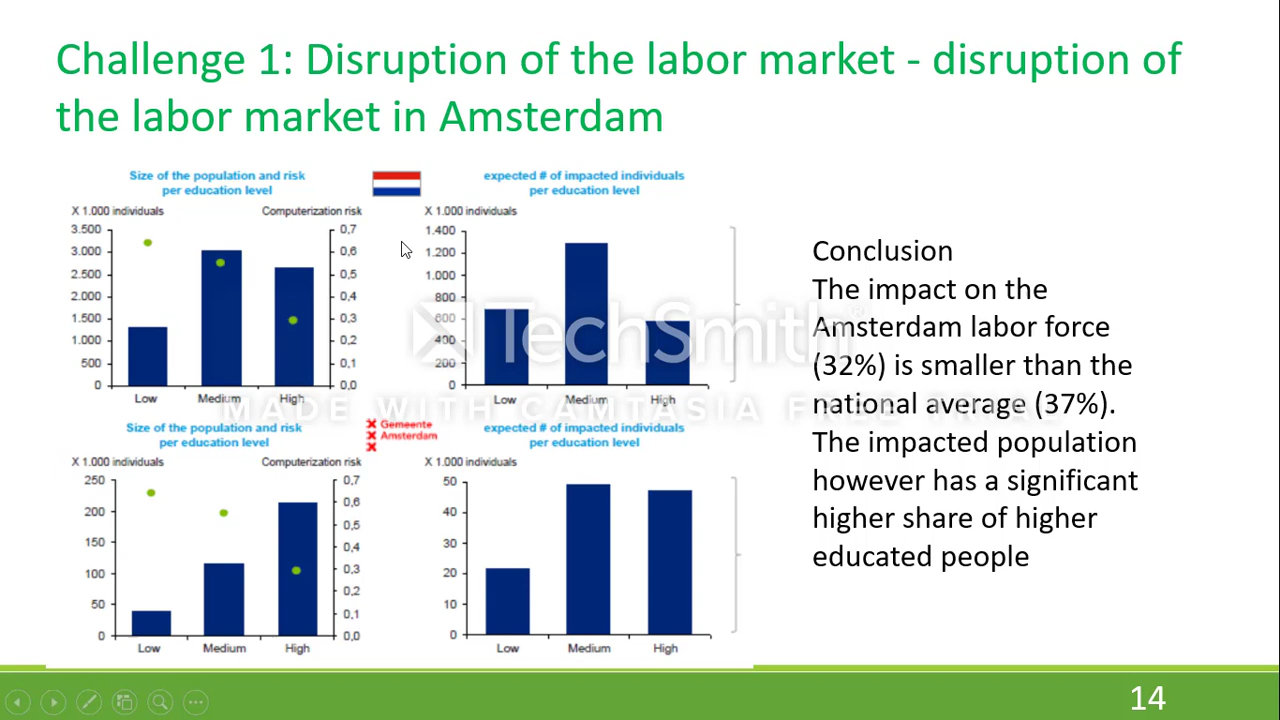 Challenge 1: Disruption of the labor market - disruption of
the labor market in Amsterdam
Size of the population and risk
per education level
X 1.000 individuals
Computerization risk
3.500
3.000
2.500
2.000
1.500
1.000
500
0
0,7
0,6
0,5
0,4
0,3
0,2
0,1
0,0
Low Medium High
expected # of impacted individuals
per education level
X 1.000 individuals
1.400
1.200
1.000
800
600
400
200
0
Low Medium High
Gemeente
Amsterdam
Size of the population and risk
per education level
X 1.000 individuals
Computerization risk
250
200
150
100
50
0
0,7
0,6
0,5
0,4
0,3
0,2
0,1
0,0
Low Medium High
expected # of impacted individuals
per education level
X 1.000 individuals
50
40
30
20
10
0
Low Medium High
Conclusion
The impact on the
Amsterdam labor force
(32%) is smaller than the
national average (37%).
The impacted population
however has a significant
higher share of higher
educated people
TechSmith
MADE WITH CAMTASIA F
14